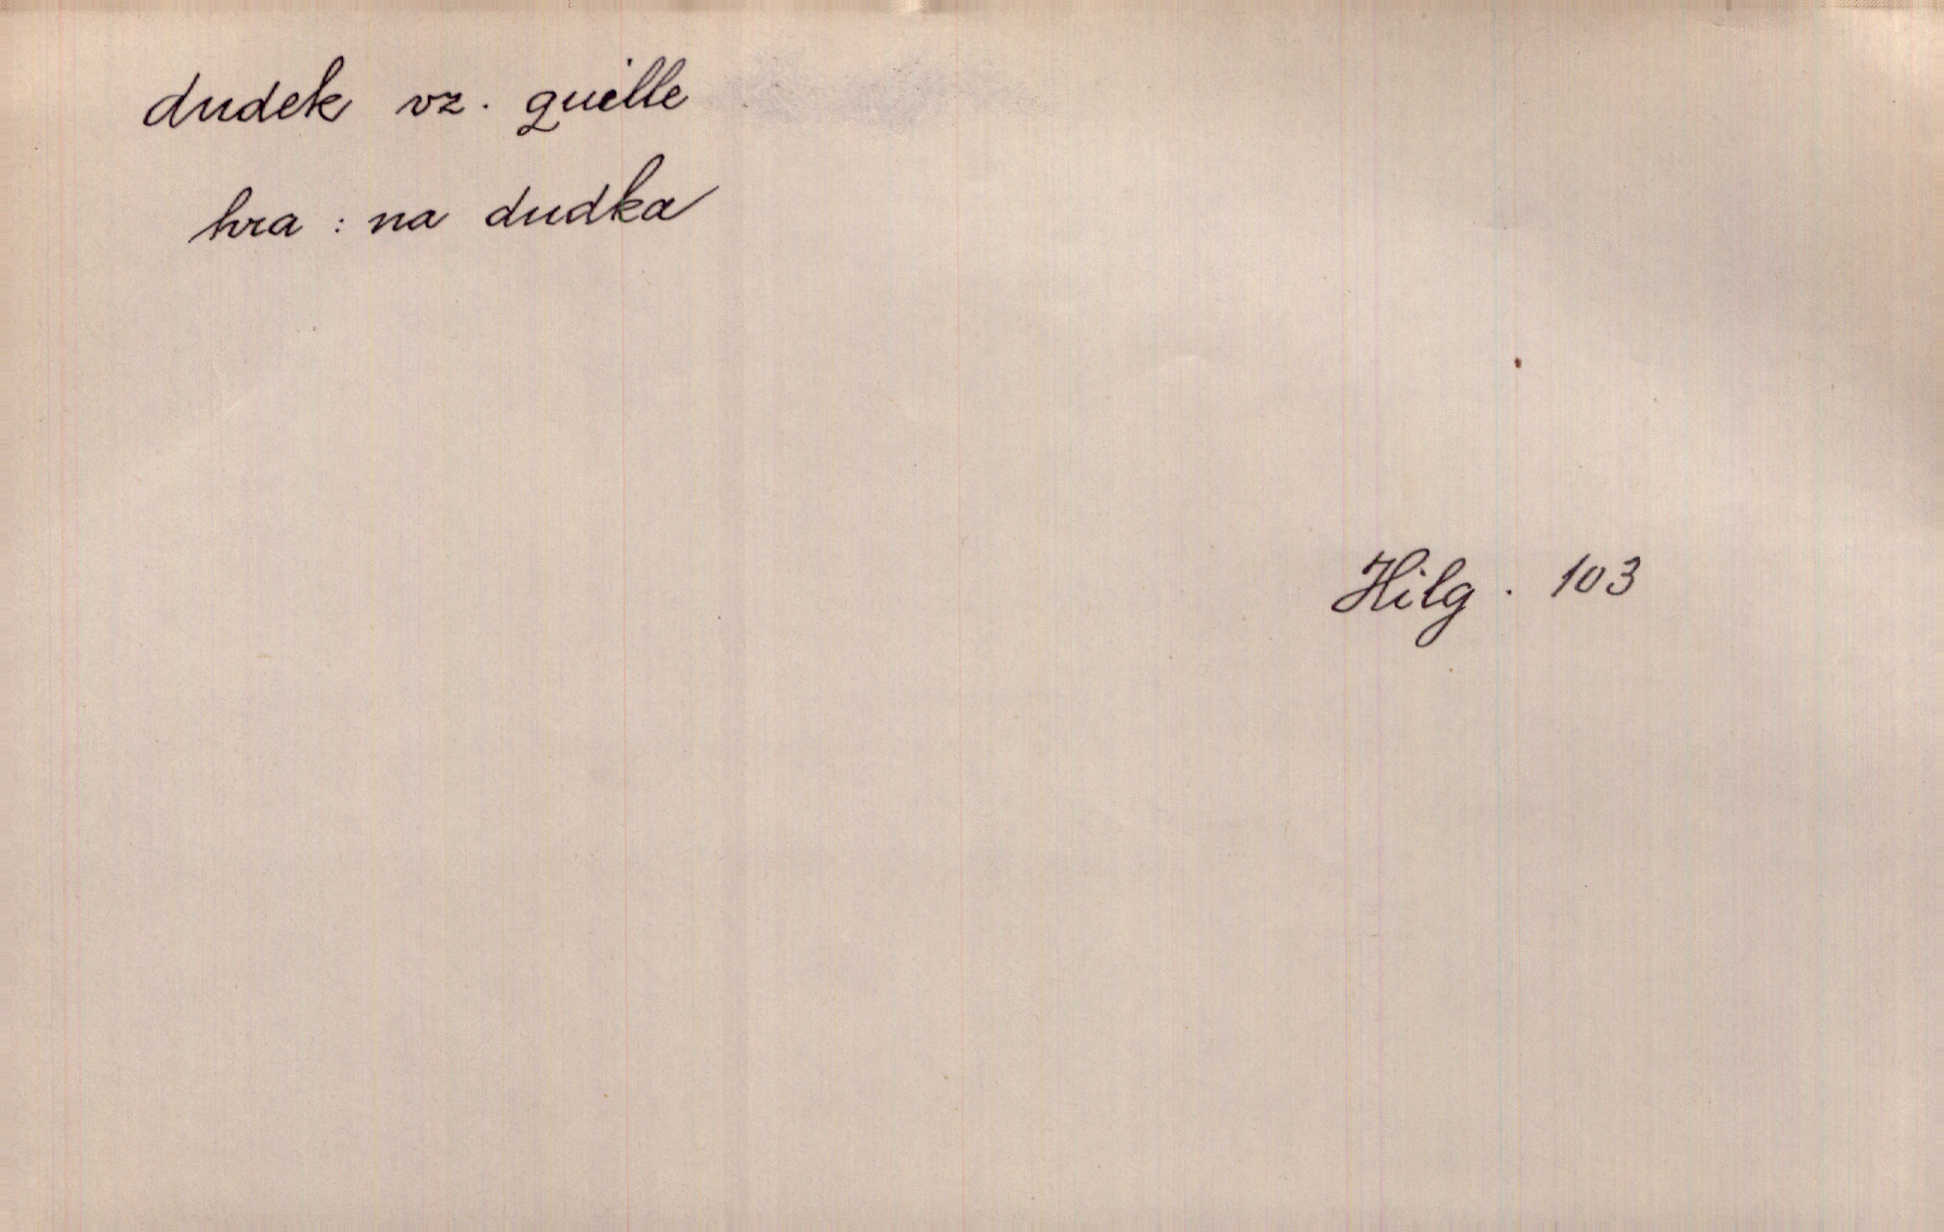 dudek vz. quille
hra : na dudka
Hilg. 103